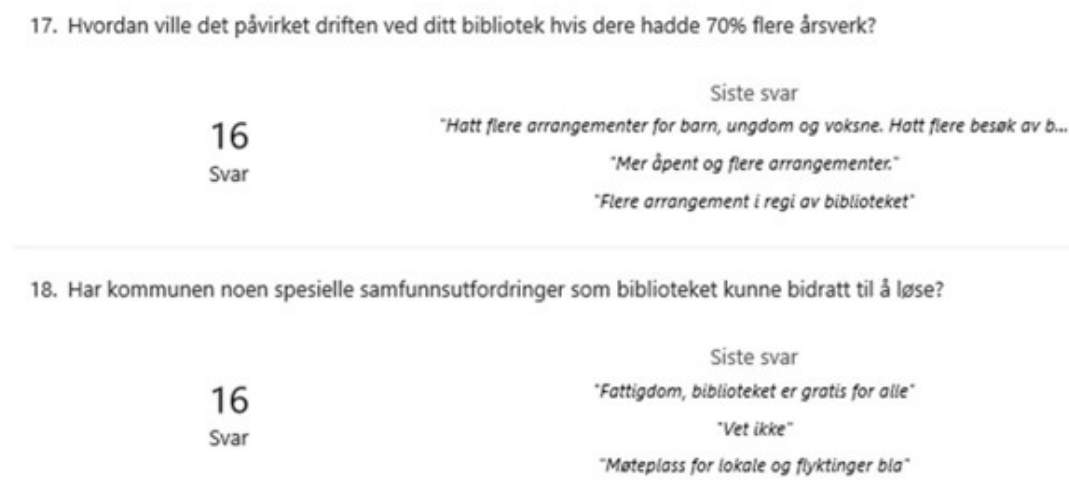 17. Hvordan ville det påvirket driften ved ditt bibliotek hvis dere hadde 70% flere årsverk?
16
Svar
Siste svar
"Hatt flere arrangementer for barn, ungdom og voksne. Hatt flere besøk av b...
"Mer åpent og flere arrangementer."
"Flere arrangement i regi av biblioteket"
18. Har kommunen noen spesielle samfunnsutfordringer som biblioteket kunne bidratt til å løse?
16
Svar
Siste svar
"Fattigdom, biblioteket er gratis for alle"
"Vet ikke"
"Møteplass for lokale og flyktinger bla"